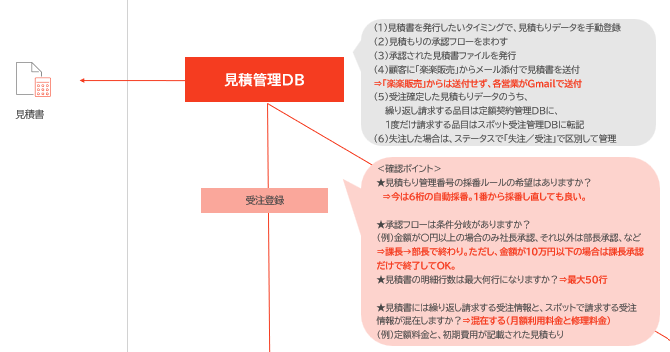 (1)見積書を発行したいタイミングで、見積もりデータを手動登録
(2)見積もりの承認フローをまわす
(3)承認された見積書ファイルを発行
(4)顧客に「楽楽販売」からメール添付で見積書を送付
⇒「楽楽販売」からは送付せず、各営業がGmailで送付
(5)受注確定した見積もりデータのうち、
繰り返し請求する品目は定額契約管理DBに、
1度だけ請求する品目はスポット受注管理DBに転記
(6)失注した場合は、ステータスで「失注／受注」で区別して管理
見積管理DB
見積書
受注登録
＜確認ポイント＞
★見積もり管理番号の採番ルールの希望はありますか？
⇒今は6桁の自動採番。1番から採番し直しても良い。
★承認フローは条件分岐がありますか？
(例)金額が〇円以上の場合のみ社長承認、それ以外は部長承認、など
⇒課長→部長で終わり。ただし、金額が10万円以下の場合は課長承認
だけで終了してOK。
★見積書の明細行数は最大何行になりますか？⇒最大50行
★見積書には繰り返し請求する受注情報と、スポットで請求する受注
情報が混在しますか？⇒混在する(月額利用料金と修理料金)
(例)定額料金と、初期費用が記載された見積もり